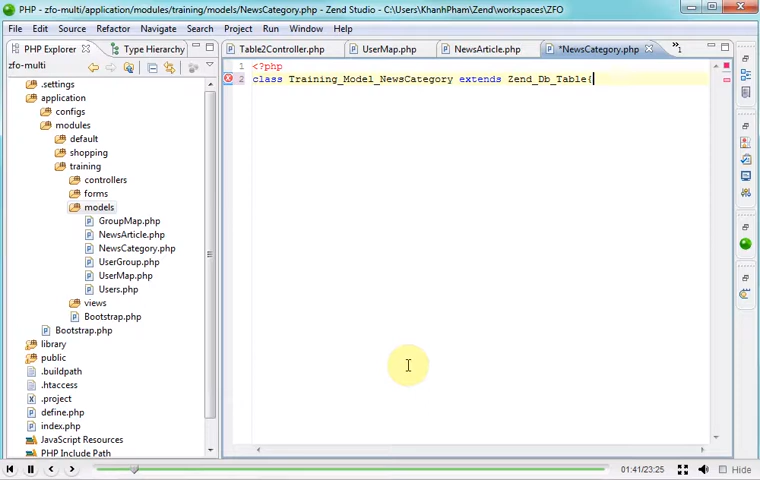 PHP - zfo-multi/application/modules/training/models/NewsCategory.php - Zend Studio - C:\Users\KhanhPham\Zend\workspaces\ZFO
File Edit Source Refactor Navigate Search Project Run Window Help
PHP Explorer Type Hierarchy
Table2Controller.php UserMap.php NewsArticle.php *NewsCategory.php »1
zfo-multi
.settings
application
configs
modules
default
shopping
training
controllers
forms
models
GroupMap.php
NewsArticle.php
NewsCategory.php
UserGroup.php
UserMap.php
Users.php
views
Bootstrap.php
Bootstrap.php
library
public
.buildpath
.htaccess
.project
define.php
index.php
JavaScript Resources
PHP Include Path
1 <?php
2 class Training_Model_NewsCategory extends Zend_Db_Table{
01:41/23:25 Hide